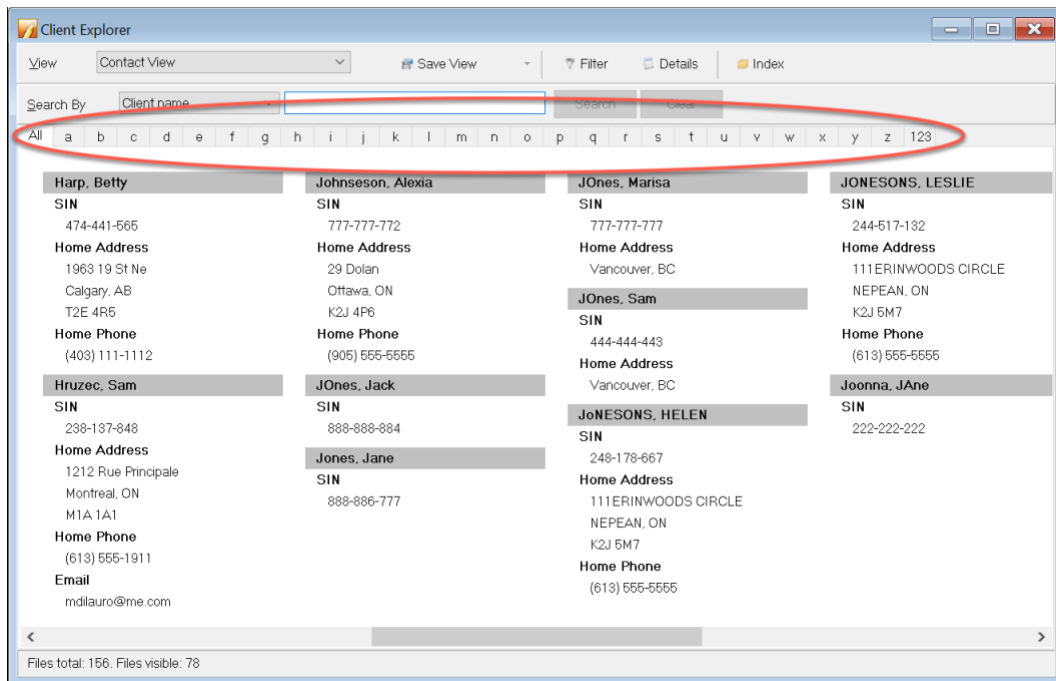 Client Explorer
View Contact View Save View Filter Details Index
Search By Client name Search Clear
All a b c d e f g h i j k l m n o p q r s t u v w x y z 123
Harp, Betty
SIN
474-441-565
Home Address
1963 19 St Ne
Calgary, AB
T2E 4R5
Home Phone
(403) 111-1112
Hruzec, Sam
SIN
238-137-848
Home Address
1212 Rue Principale
Montreal, ON
M1A 1A1
Home Phone
(613) 555-1911
Email
mdilauro@me.com
Johnseson, Alexia
SIN
777-777-772
Home Address
29 Dolan
Ottawa, ON
K2J 4P6
Home Phone
(905) 555-5555
JOnes, Jack
SIN
888-888-884
Jones, Jane
SIN
888-886-777
JOnes, Marisa
SIN
777-777-777
Home Address
Vancouver, BC
JOnes, Sam
SIN
444-444-443
Home Address
Vancouver, BC
JoNESONS, HELEN
SIN
248-178-667
Home Address
111ERINWOODS CIRCLE
NEPEAN, ON
K2J 5M7
Home Phone
(613) 555-5555
JONESONS, LESLIE
SIN
244-517-132
Home Address
111ERINWOODS CIRCLE
NEPEAN, ON
K2J 5M7
Home Phone
(613) 555-5555
Joonna, JAne
SIN
222-222-222
Files total: 156. Files visible: 78